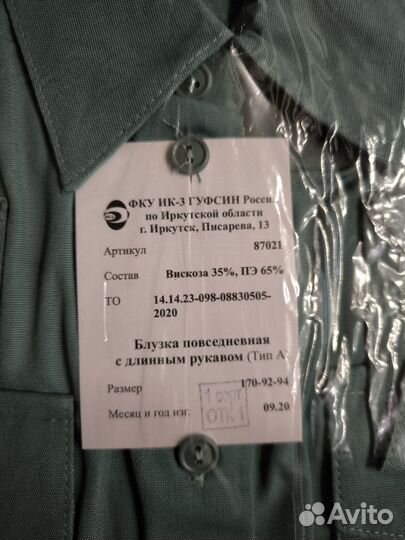 ФКУ ИК-3 ГУФСИН Росси
по Иркутской области
г. Иркутск, Писарева, 13
Артикул 87021
Состав Вискоза 35%, ПЭ 65%
ТО 14.14.23-098-08830505-
2020
Блузка повседневная
с длинным рукавом (Тип А)
Размер 170-92-94
Месяц и год изг. 09.20
1 сорт
ОТК 1
Avito